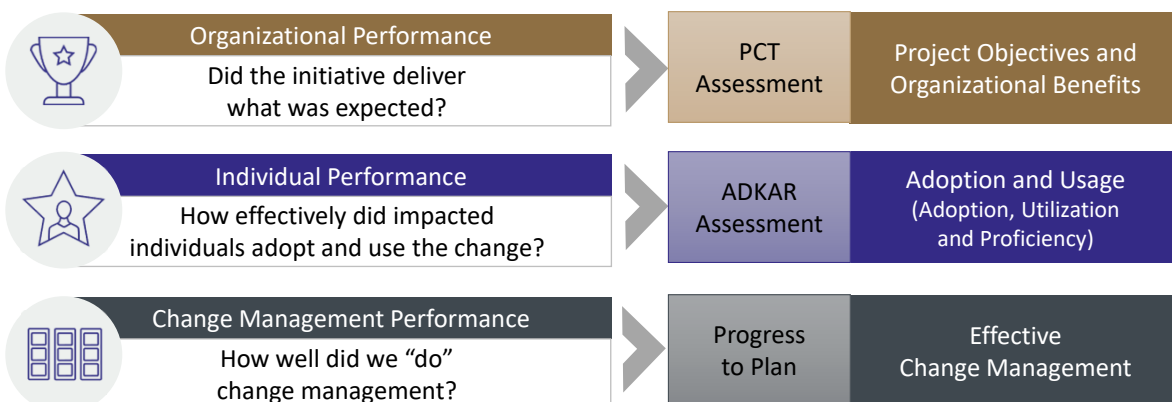 Organizational Performance
Did the initiative deliver
what was expected?
PCT
Assessment
Project Objectives and
Organizational Benefits
Individual Performance
How effectively did impacted
individuals adopt and use the change?
ADKAR
Assessment
Adoption and Usage
(Adoption, Utilization
and Proficiency)
Change Management Performance
How well did we “do”
change management?
Progress
to Plan
Effective
Change Management